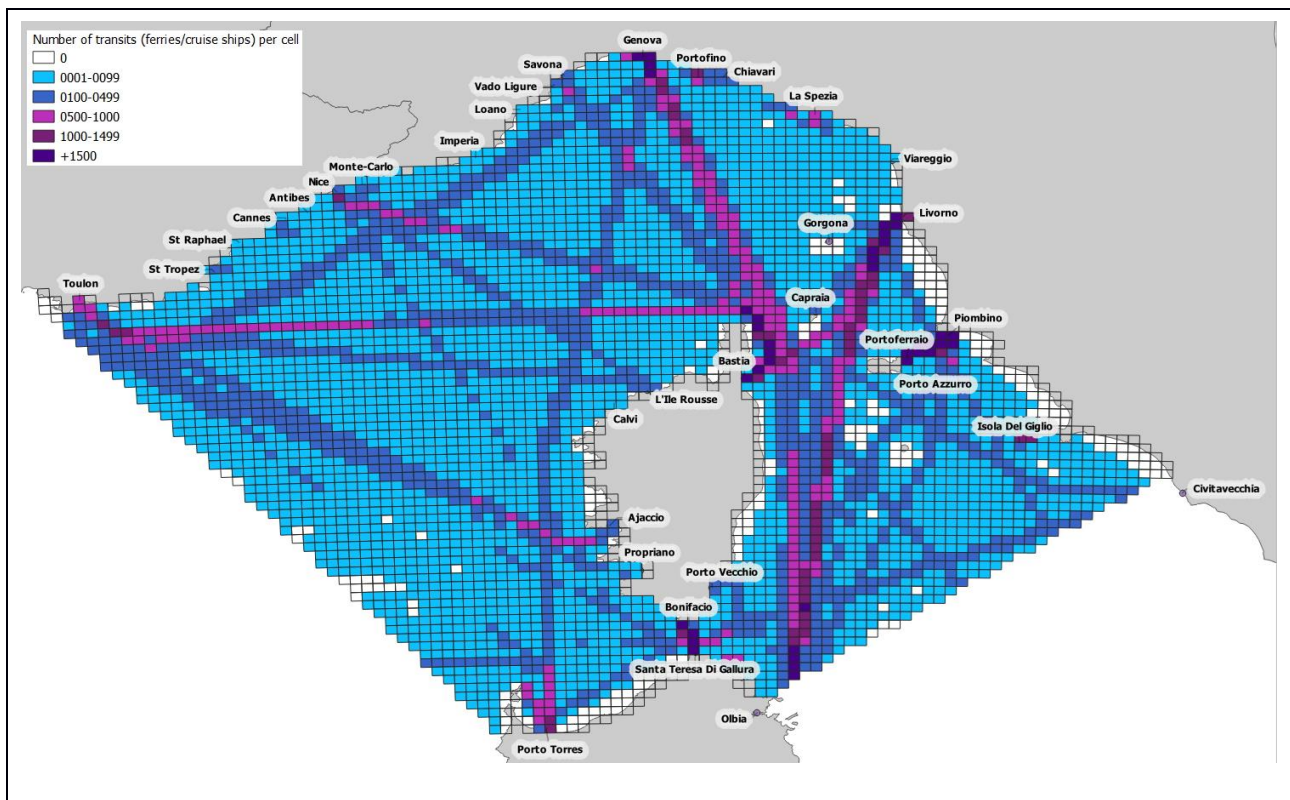 Number of transits (ferries/cruise ships) per cell
0
0001-0099
0100-0499
0500-1000
1000-1499
+1500
Genova
Portofino
Savona
Chiavari
Vado Ligure
La Spezia
Loano
Imperia
Viareggio
Monte-Carlo
Nice
Antibes
Cannes
Livorno
Gorgona
St Raphael
St Tropez
Toulon
Capraia
Piombino
Portoferraio
Bastia
Porto Azzurro
L'Ile Rousse
Calvi
Isola Del Giglio
Civitavecchia
Ajaccio
Propriano
Porto Vecchio
Bonifacio
Santa Teresa Di Gallura
Olbia
Porto Torres